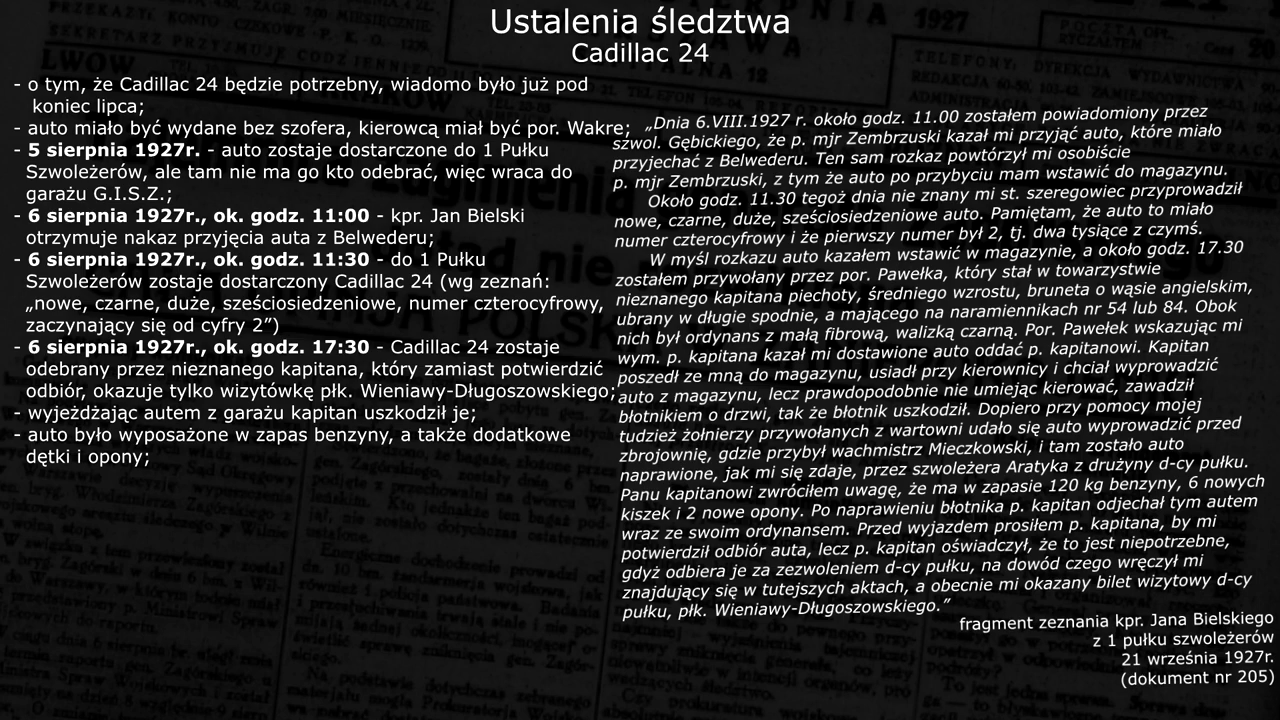 Ustalenia śledztwa
Cadillac 24
- o tym, że Cadillac 24 będzie potrzebny, wiadomo było już pod
koniec lipca;
- auto miało być wydane bez szofera, kierowcą miał być por. Wakre;
- 5 sierpnia 1927r. - auto zostaje dostarczone do 1 Pułku
Szwoleżerów, ale tam nie ma go kto odebrać, więc wraca do
garażu G.I.S.Z.;
- 6 sierpnia 1927r., ok. godz. 11:00 - kpr. Jan Bielski
otrzymuje nakaz przyjęcia auta z Belwederu;
- 6 sierpnia 1927r., ok. godz. 11:30 - do 1 Pułku
Szwoleżerów zostaje dostarczony Cadillac 24 (wg zeznań:
„nowe, czarne, duże, sześciosiedzeniowe, numer czterocyfrowy,
zaczynający się od cyfry 2”)
- 6 sierpnia 1927r., ok. godz. 17:30 - Cadillac 24 zostaje
odebrany przez nieznanego kapitana, który zamiast potwierdzić
odbiór, okazuje tylko wizytówkę płk. Wieniawy-Długoszowskiego;
- wyjeżdżając autem z garażu kapitan uszkodził je;
- auto było wyposażone w zapas benzyny, a także dodatkowe
dętki i opony;
„Dnia 6.VIII.1927 r. około godz. 11.00 zostałem powiadomiony przez
szwol. Gębickiego, że p. mjr Zembrzuski kazał mi przyjąć auto, które miało
przyjechać z Belwederu. Ten sam rozkaz powtórzył mi osobiście
p. mjr Zembrzuski, z tym że auto po przybyciu mam wstawić do magazynu.
Około godz. 11.30 tegoż dnia nie znany mi st. szeregowiec przyprowadził
nowe, czarne, duże, sześciosiedzeniowe auto. Pamiętam, że auto to miało
numer czterocyfrowy i że pierwszy numer był 2, tj. dwa tysiące z czymś.
W myśl rozkazu auto kazałem wstawić w magazynie, a około godz. 17.30
zostałem przywołany przez por. Pawełka, który stał w towarzystwie
nieznanego kapitana piechoty, średniego wzrostu, bruneta o wąsie angielskim,
ubrany w długie spodnie, a mającego na naramiennikach nr 54 lub 84. Obok
nich był ordynans z małą fibrową, walizką czarną. Por. Pawełek wskazując mi
wym. p. kapitana kazał mi dostawione auto oddać p. kapitanowi. Kapitan
poszedł ze mną do magazynu, usiadł przy kierownicy i chciał wyprowadzić
auto z magazynu, lecz prawdopodobnie nie umiejąc kierować, zawadził
błotnikiem o drzwi, tak że błotnik uszkodził. Dopiero przy pomocy mojej
tudzież żołnierzy przywołanych z wartowni udało się auto wyprowadzić przed
zbrojownię, gdzie przybył wachmistrz Mieczkowski, i tam zostało auto
naprawione, jak mi się zdaje, przez szwoleżera Aratyka z drużyny d-cy pułku.
Panu kapitanowi zwróciłem uwagę, że ma w zapasie 120 kg benzyny, 6 nowych
kiszek i 2 nowe opony. Po naprawieniu błotnika p. kapitan odjechał tym autem
wraz ze swoim ordynansem. Przed wyjazdem prosiłem p. kapitana, by mi
potwierdził odbiór auta, lecz p. kapitan oświadczył, że to jest niepotrzebne,
gdyż odbiera je za zezwoleniem d-cy pułku, na dowód czego wręczył mi
znajdujący się w tutejszych aktach, a obecnie mi okazany bilet wizytowy d-cy
pułku, płk. Wieniawy-Długoszowskiego.”
fragment zeznania kpr. Jana Bielskiego
z 1 pułku szwoleżerów
21 września 1927r.
(dokument nr 205)